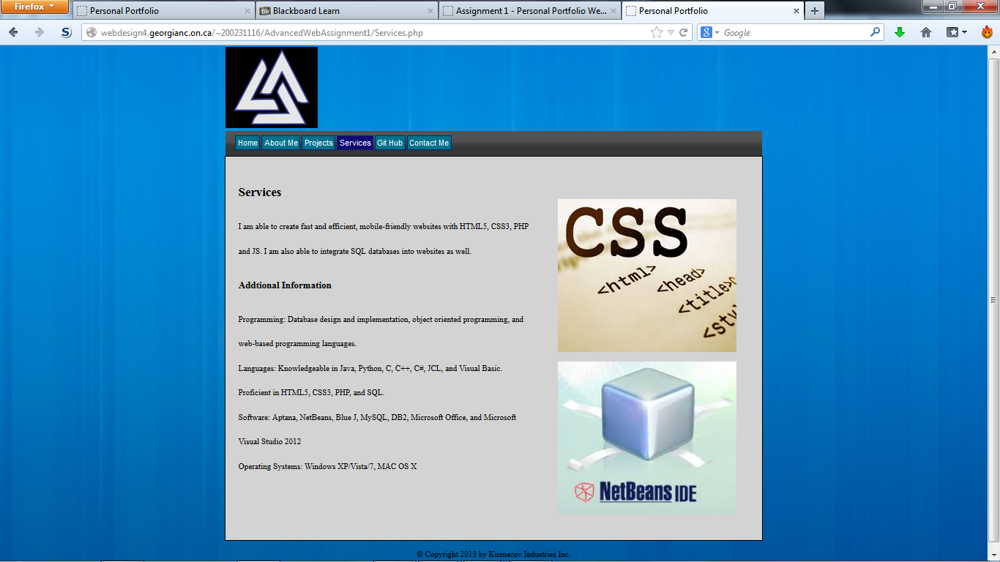 Firefox
Personal Portfolio
Blackboard Learn
Assignment 1 - Personal Portfolio We...
Personal Portfolio
webdesign4.georgianc.on.ca/~200231116/AdvancedWebAssignment1/Services.php
Google
Home
About Me
Projects
Services
Git Hub
Contact Me
Services
I am able to create fast and efficient, mobile-friendly websites with HTML5, CSS3, PHP
and JS. I am also able to integrate SQL databases into websites as well.
Addtional Information
Programming: Database design and implementation, object oriented programming, and
web-based programming languages.
Languages: Knowledgeable in Java, Python, C, C++, C#, JCL, and Visual Basic.
Proficient in HTML5, CSS3, PHP, and SQL.
Software: Aptana, NetBeans, Blue J, MySQL, DB2, Microsoft Office, and Microsoft
Visual Studio 2012
Operating Systems: Windows XP/Vista/7, MAC OS X
CSS
<html>
<head>
<title>
<sty
NetBeans IDE
© Copyright 2013 by Kuznecov Industries Inc.